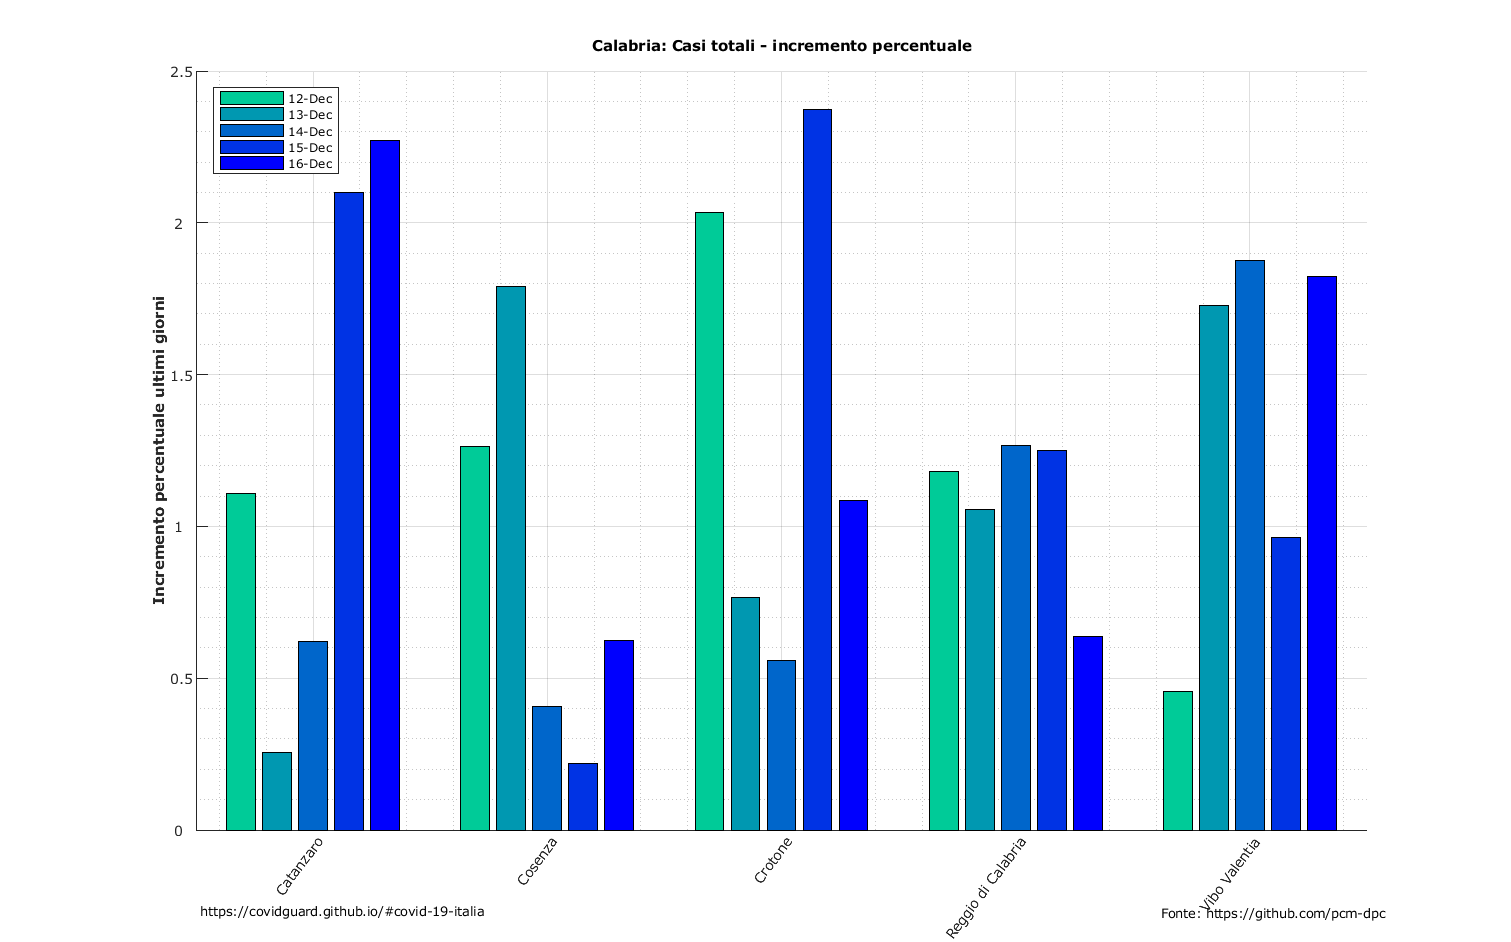 Calabria: Casi totali - incremento percentuale
2.5
2
1.5
1
0.5
0
Incremento percentuale ultimi giorni
12-Dec
13-Dec
14-Dec
15-Dec
16-Dec
Catanzaro
Cosenza
Crotone
Reggio di Calabria
Vibo Valentia
https://covidguard.github.io/#covid-19-italia
Fonte: https://github.com/pcm-dpc